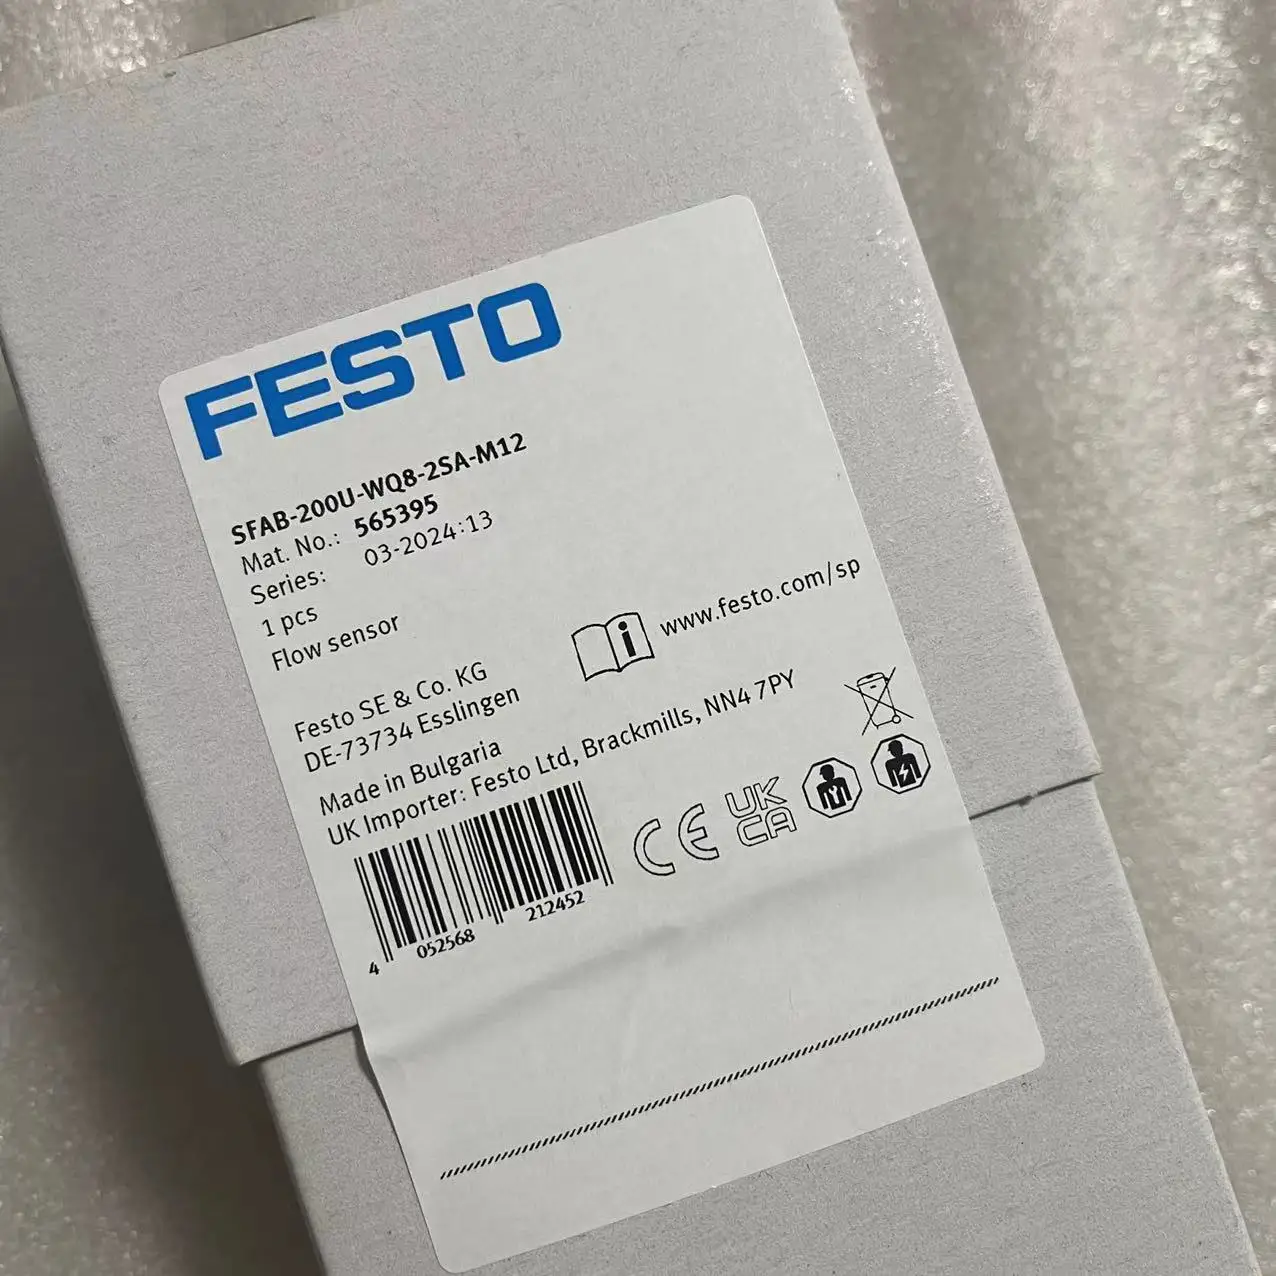 FESTO
SFAB-200U-WQ8-2SA-M12
Mat. No.: 565395
Series: 03-2024:13
1 pcs
Flow sensor
www.festo.com/sp
Festo SE & Co. KG
DE-73734 Esslingen
Made in Bulgaria
UK Importer: Festo Ltd, Brackmills, NN4 7PY
CE
UK
CA
4 052568 212452